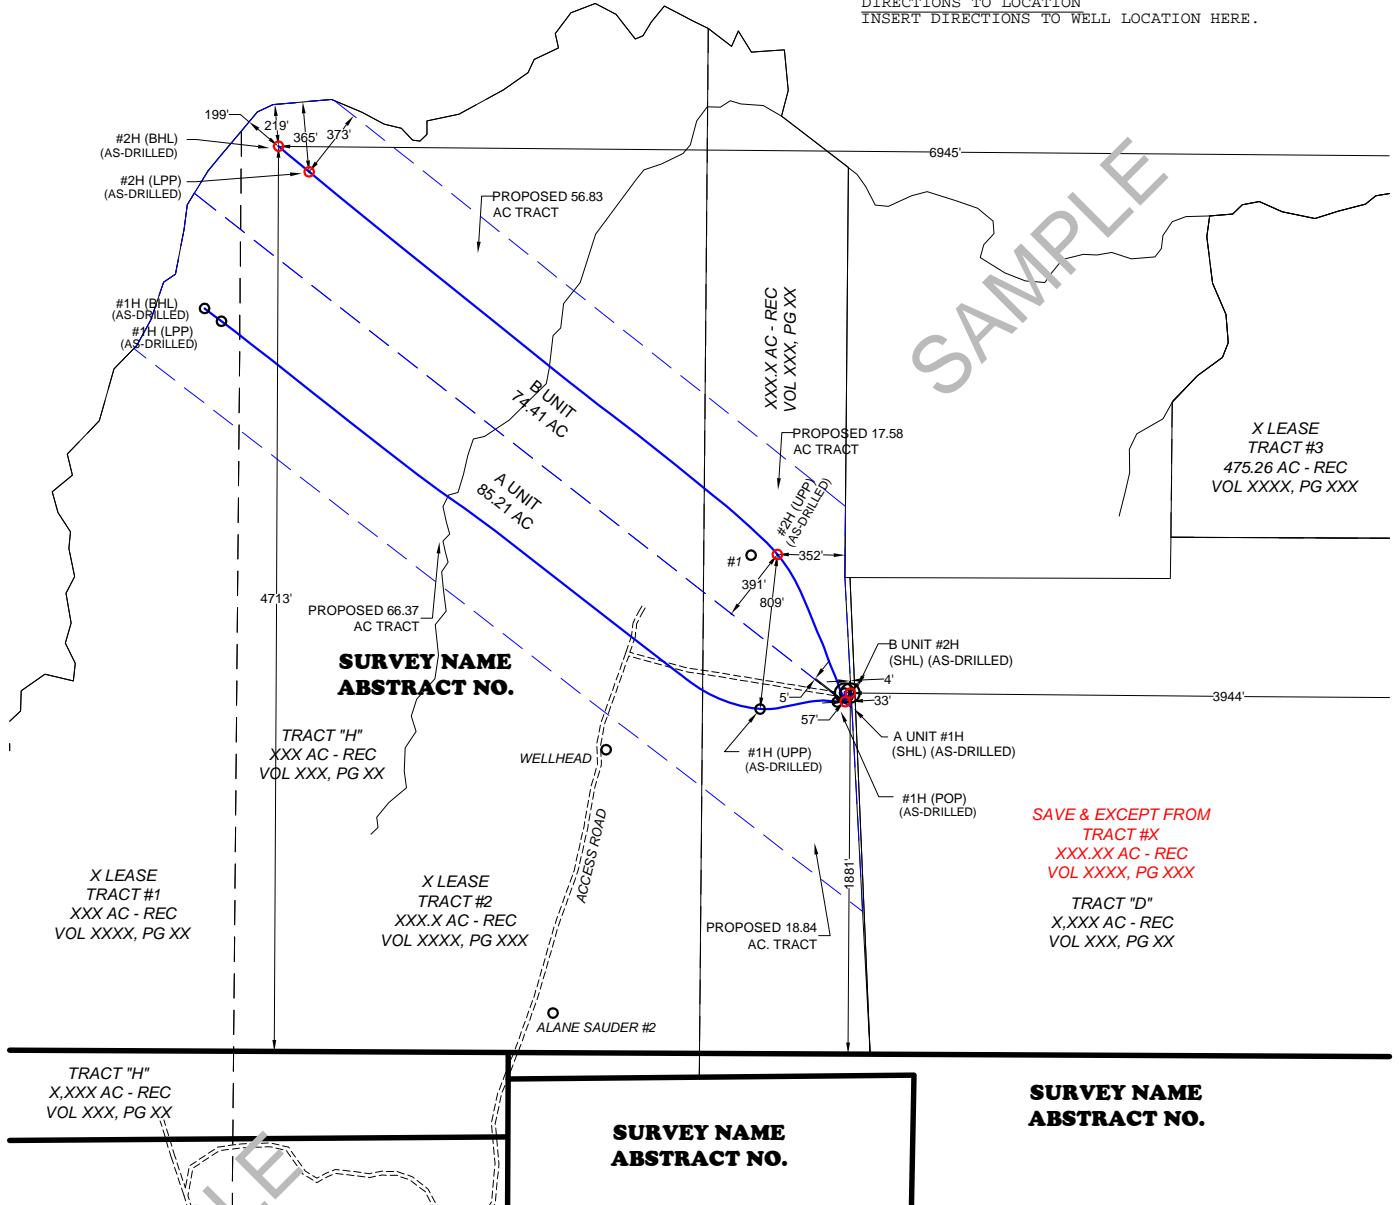 DIRECTIONS TO LOCATION
INSERT DIRECTIONS TO WELL LOCATION HERE.
199'
219'
365'
373'
#2H (BHL)
(AS-DRILLED)
6945'
#2H (LPP)
(AS-DRILLED)
PROPOSED 56.83
AC TRACT
SAMPLE
XXX.X AC - REC
VOL XXX, PG XX
#1H (BHL)
(AS-DRILLED)
#1H (LPP)
(AS-DRILLED)
B UNIT
74.41 AC
PROPOSED 17.58
AC TRACT
X LEASE
TRACT #3
475.26 AC - REC
VOL XXXX, PG XXX
A UNIT
85.21 AC
#2H (UPP)
(AS-DRILLED)
#1
352'
391'
809'
4713'
PROPOSED 66.37
AC TRACT
SURVEY NAME
ABSTRACT NO.
B UNIT #2H
(SHL) (AS-DRILLED)
4'
5'
33'
3944'
57'
TRACT "H"
XXX AC - REC
VOL XXX, PG XX
WELLHEAD
#1H (UPP)
(AS-DRILLED)
A UNIT #1H
(SHL) (AS-DRILLED)
#1H (POP)
(AS-DRILLED)
ACCESS ROAD
SAVE & EXCEPT FROM
TRACT #X
XXX.XX AC - REC
VOL XXXX, PG XXX
1881'
X LEASE
TRACT #1
XXX AC - REC
VOL XXXX, PG XX
X LEASE
TRACT #2
XXX.X AC - REC
VOL XXXX, PG XXX
TRACT "D"
X,XXX AC - REC
VOL XXX, PG XX
PROPOSED 18.84
AC. TRACT
ALANE SAUDER #2
TRACT "H"
X,XXX AC - REC
VOL XXX, PG XX
SURVEY NAME
ABSTRACT NO.
SURVEY NAME
ABSTRACT NO.
LE